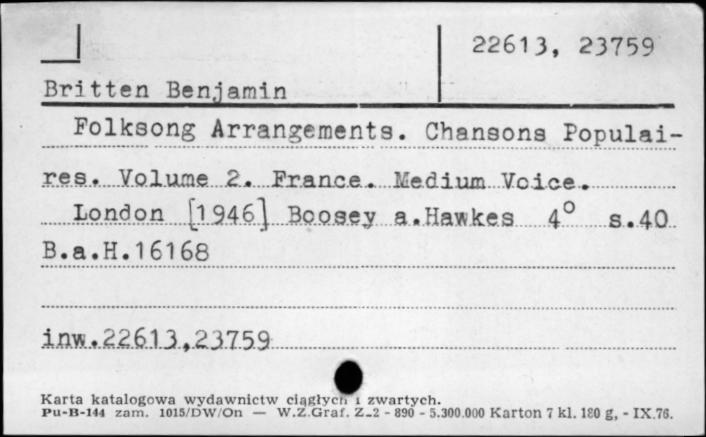 22613, 23759
Britten Benjamin
Folksong Arrangements. Chansons Populai-
res. Volume 2. France. Medium Voice.
London [1946] Boosey a.Hawkes 4° s.40
B.a.H.16168
inw.22613,23759
Karta katalogowa wydawnictw ciągłych i zwartych.
Pu-B-144 zam. 1015/DW/On — W.Z.Graf. Z-2 - 890 - 5.300.000 Karton 7 kl. 180 g, - IX.76.